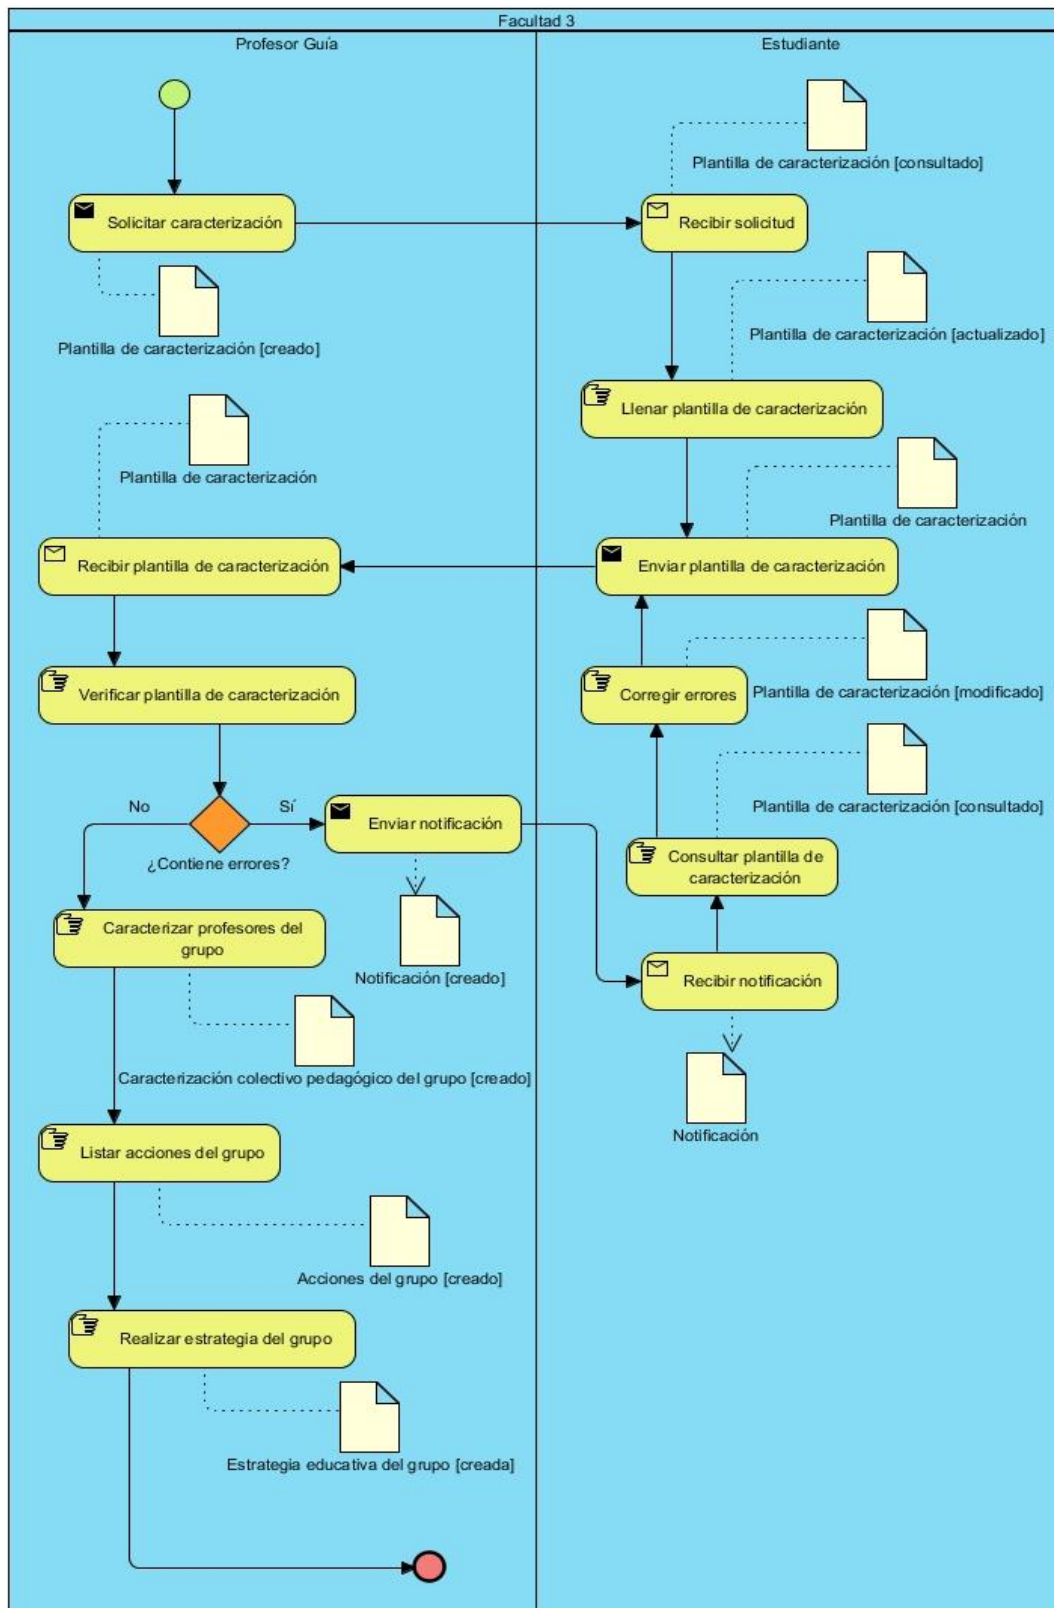 Facultad 3
Profesor Guía
Estudiante
Plantilla de caracterización [consultado]
Solicitar caracterización
Recibir solicitud
Plantilla de caracterización [creado]
Plantilla de caracterización [actualizado]
Llenar plantilla de caracterización
Plantilla de caracterización
Plantilla de caracterización
Recibir plantilla de caracterización
Enviar plantilla de caracterización
Verificar plantilla de caracterización
Corregir errores
Plantilla de caracterización [modificado]
No
Sí
¿Contiene errores?
Enviar notificación
Plantilla de caracterización [consultado]
Consultar plantilla de
caracterización
Caracterizar profesores del
grupo
Notificación [creado]
Recibir notificación
Caracterización colectivo pedagógico del grupo [creado]
Notificación
Listar acciones del grupo
Acciones del grupo [creado]
Realizar estrategia del grupo
Estrategia educativa del grupo [creada]